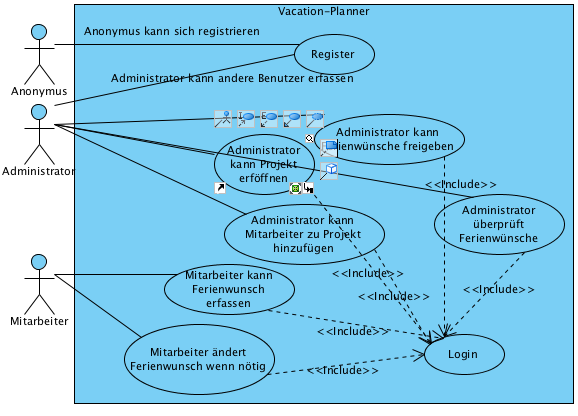 Vacation-Planner
Anonymus kann sich registrieren
Register
Anonymus
Administrator kann andere Benutzer erfassen
Administrator kann
Ferienwünsche freigeben
Administrator
kann Projekt
erföffnen
Administrator
<<Include>>
Administrator
überprüft
Ferienwünsche
Administrator kann
Mitarbeiter zu Projekt
hinzufügen
Mitarbeiter kann
Ferienwunsch
erfassen
<<Include>>
<<Include>>
<<Include>>
Mitarbeiter
<<Include>>
Mitarbeiter ändert
Ferienwunsch wenn nötig
Login
<<Include>>